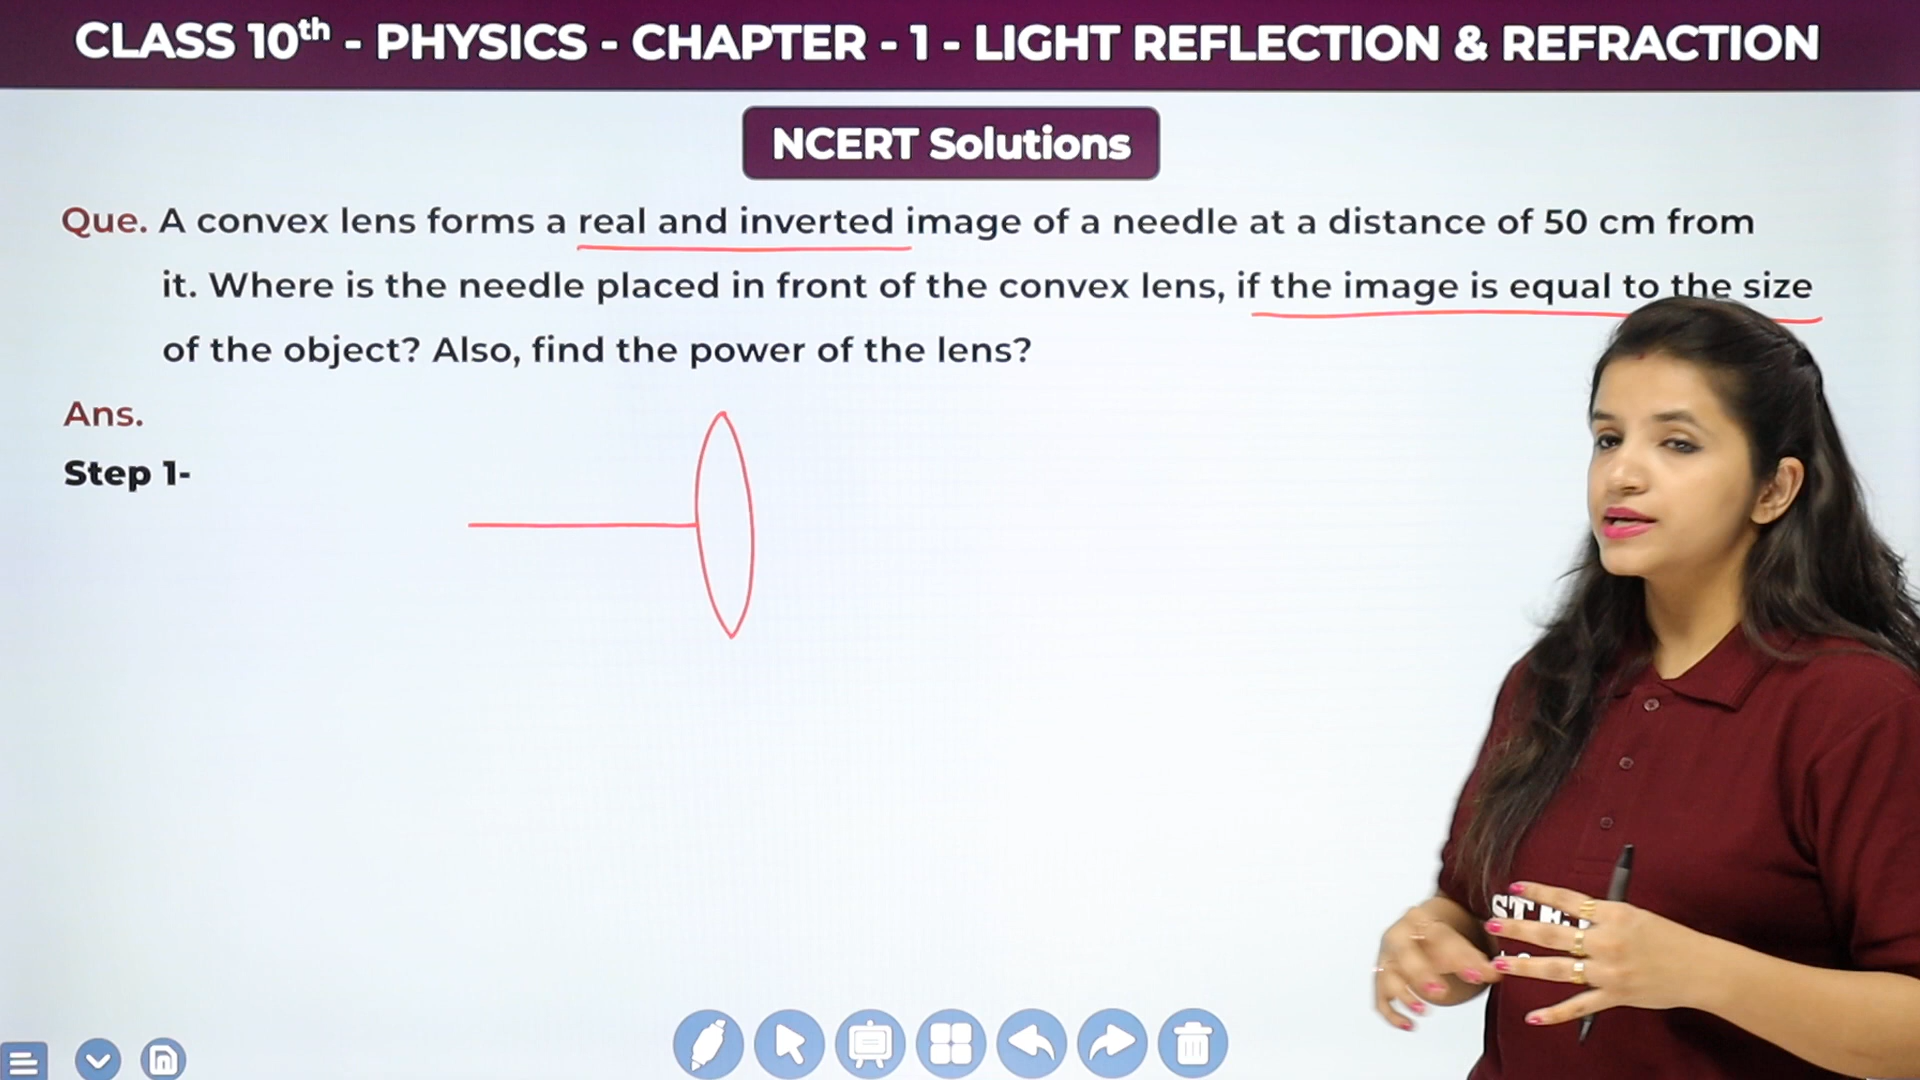 CLASS 10th - PHYSICS - CHAPTER - 1 - LIGHT REFLECTION & REFRACTION
NCERT Solutions
Que. A convex lens forms a real and inverted image of a needle at a distance of 50 cm from
it. Where is the needle placed in front of the convex lens, if the image is equal to the size
of the object? Also, find the power of the lens?
Ans.
Step 1-